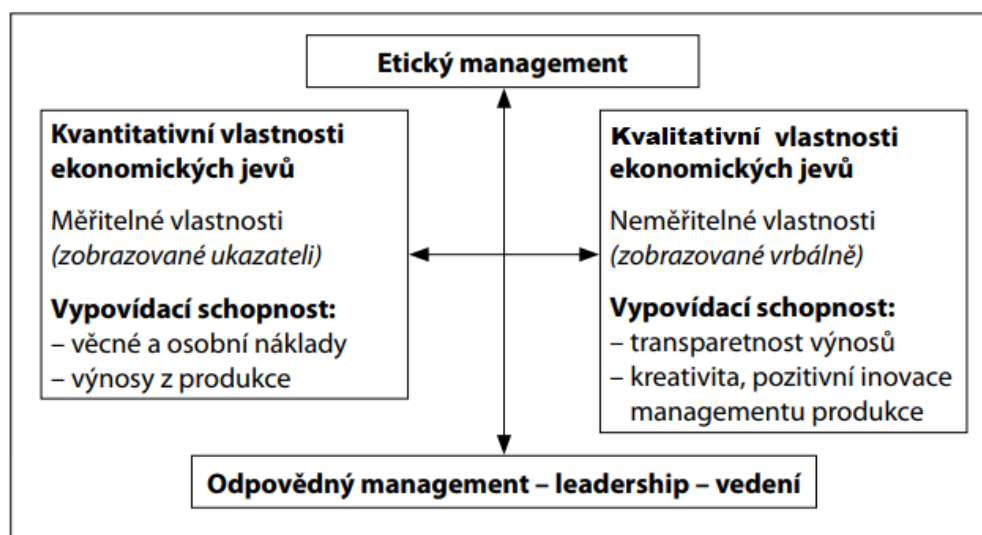 Etický management
Kvantitativní vlastnosti
ekonomických jevů
Měřitelné vlastnosti
(zobrazované ukazateli)
Vypovídací schopnost:
– věcné a osobní náklady
– výnosy z produkce
Kvalitativní vlastnosti
ekonomických jevů
Neměřitelné vlastnosti
(zobrazované vrbálně)
Vypovídací schopnost:
– transparetnost výnosů
– kreativita, pozitivní inovace
managementu produkce
Odpovědný management – leadership – vedení